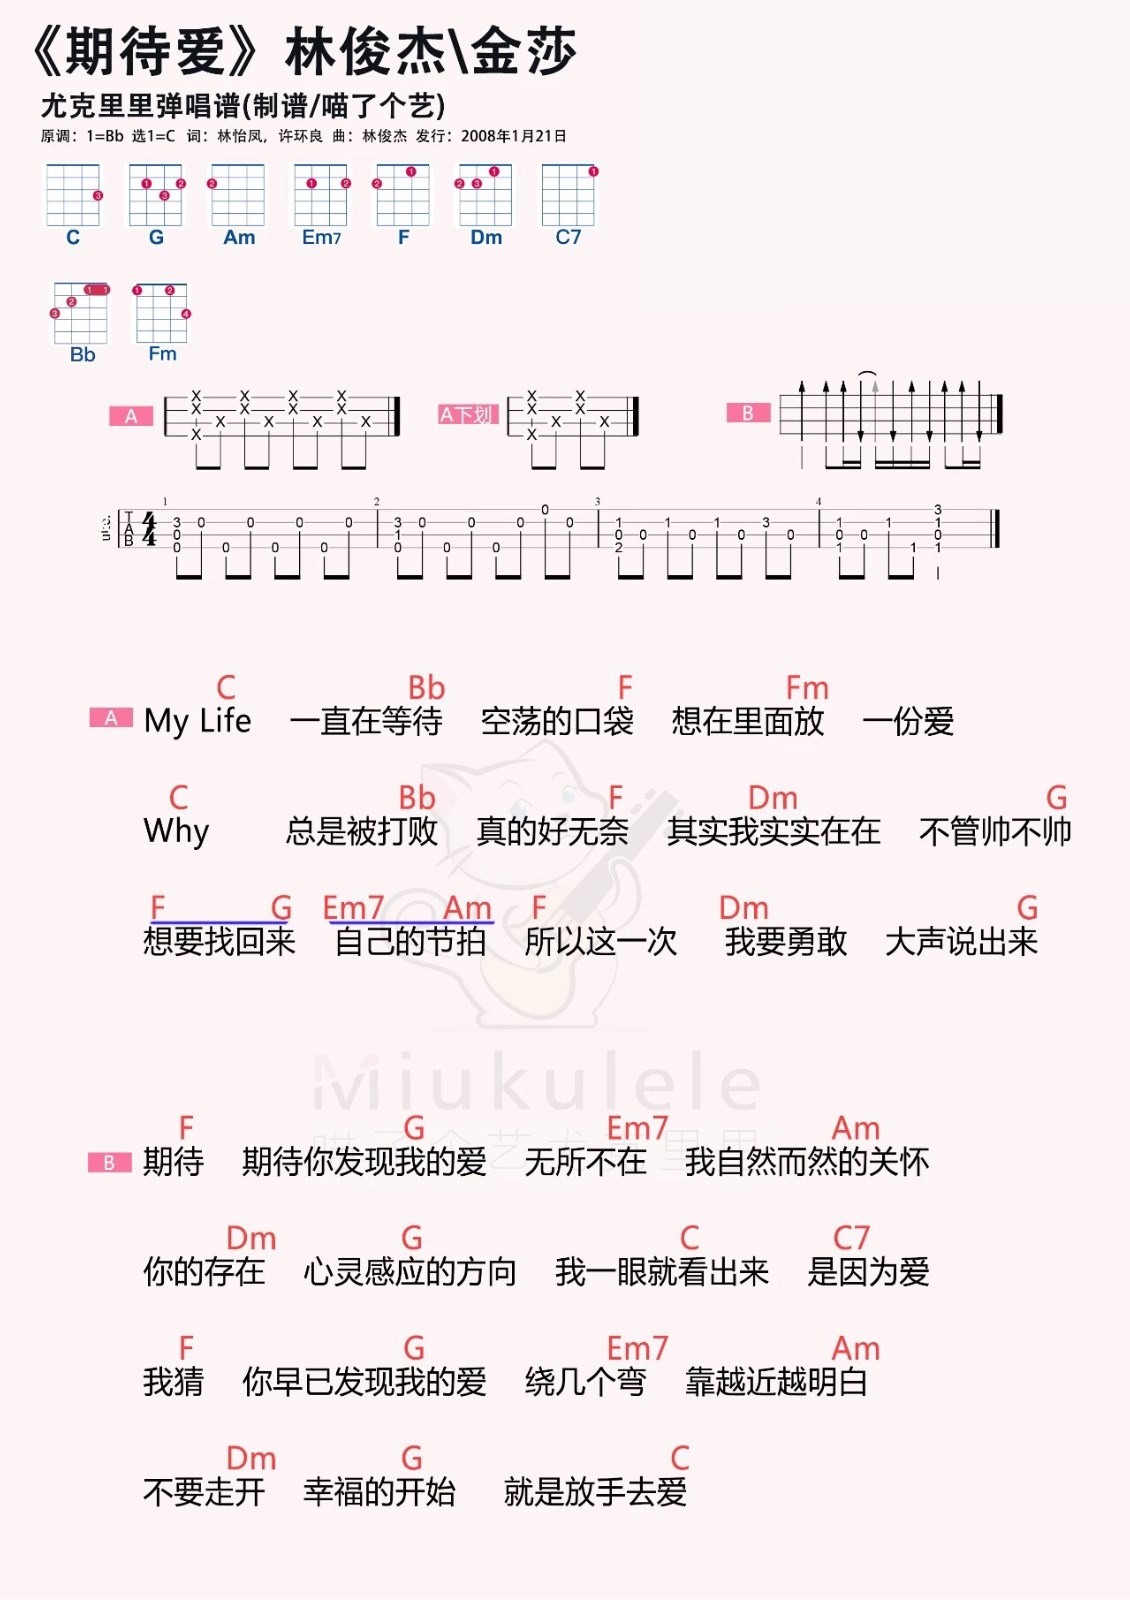 《期待爱》林俊杰\金莎
尤克里里弹唱谱(制谱/喵了个艺)
原调：1=Bb 选1=C 词：林怡凤，许环良 曲：林俊杰 发行：2008年1月21日
C G Am Em7 F Dm C7
Bb Fm
A A下划 B
C Bb F Fm
A My Life 一直在等待 空荡的口袋 想在里面放 一份爱
C Bb F Dm G
Why 总是被打败 真的好无奈 其实我实实在在 不管帅不帅
F G Em7 Am F Dm G
想要找回来 自己的节拍 所以这一次 我要勇敢 大声说出来
Miukulele
F G Em7 Am
B 期待 期待你发现我的爱 无所不在 我自然而然的关怀
Dm G C C7
你的存在 心灵感应的方向 我一眼就看出来 是因为爱
F G Em7 Am
我猜 你早已发现我的爱 绕几个弯 靠越近越明白
Dm G C
不要走开 幸福的开始 就是放手去爱